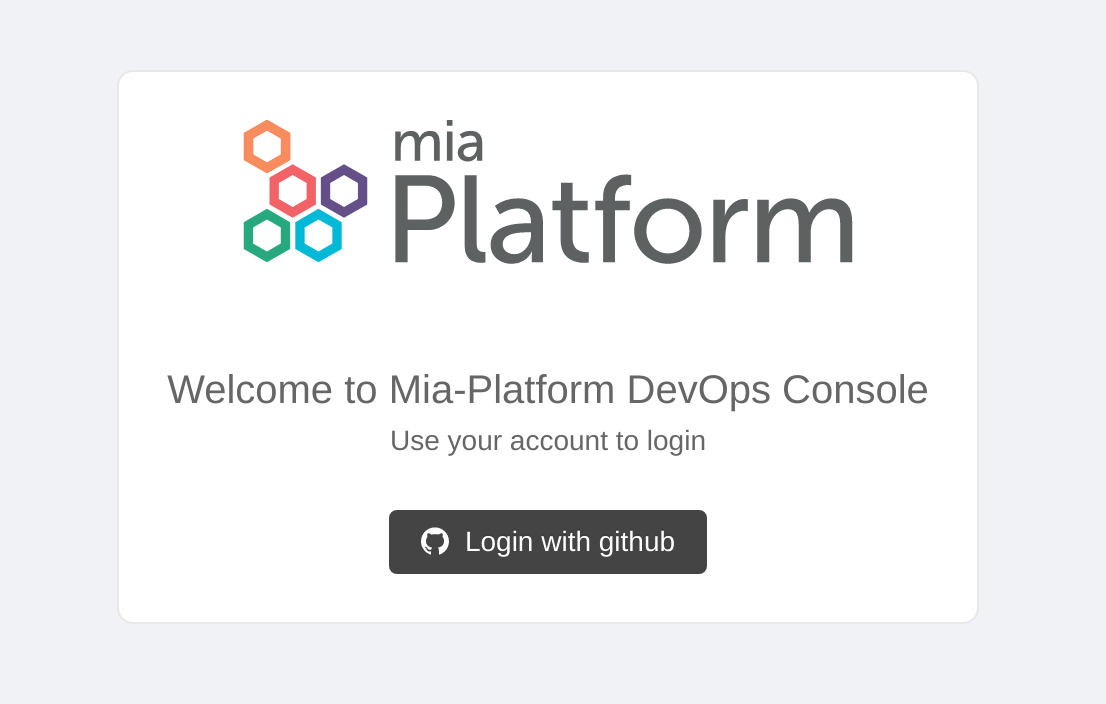 mia
Platform
Welcome to Mia-Platform DevOps Console
Use your account to login
Login with github